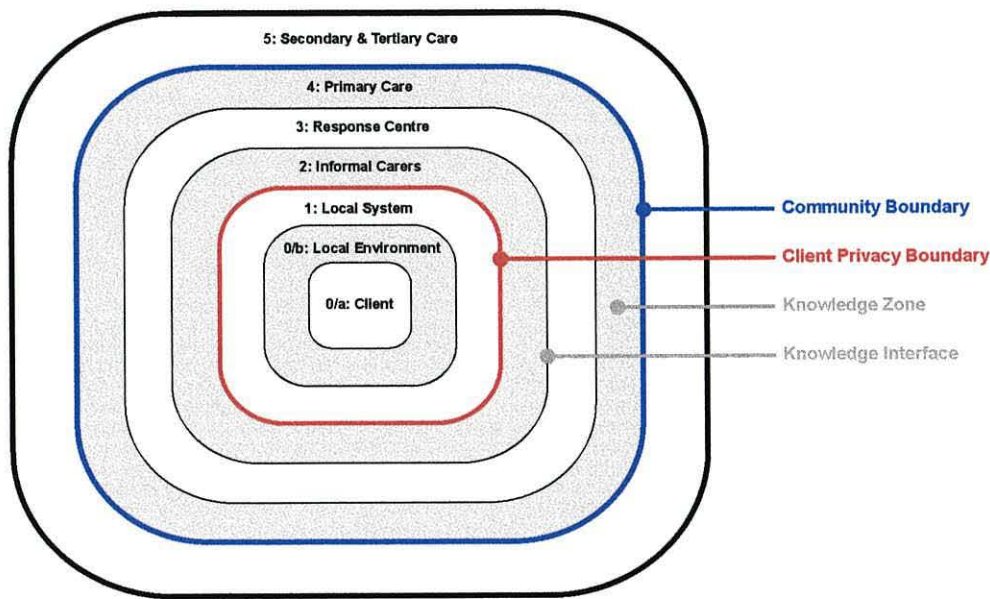 5: Secondary & Tertiary Care
4: Primary Care
3: Response Centre
2: Informal Carers
1: Local System
0/b: Local Environment
0/a: Client
Community Boundary
Client Privacy Boundary
Knowledge Zone
Knowledge Interface